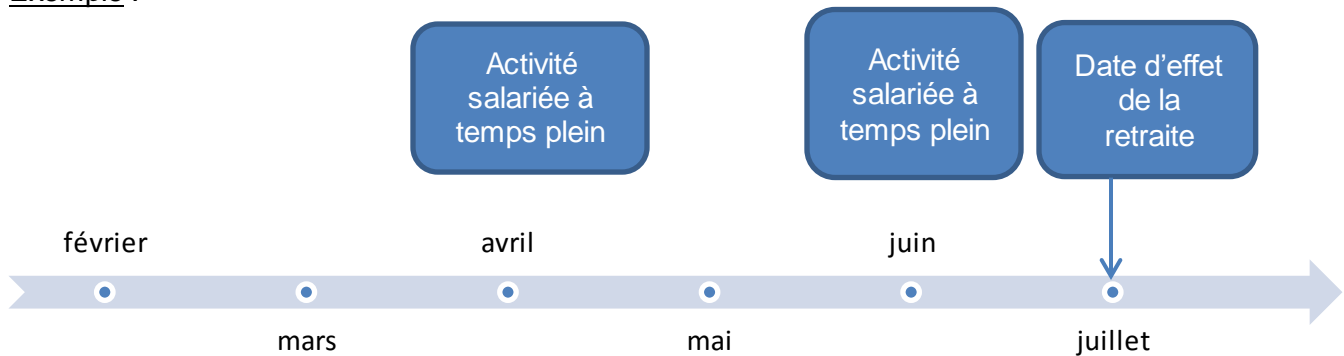 Exemple :
Activité
salariée à
temps plein
Activité
salariée à
temps plein
Date d'effet
de la
retraite
février
avril
juin
mars
mai
juillet